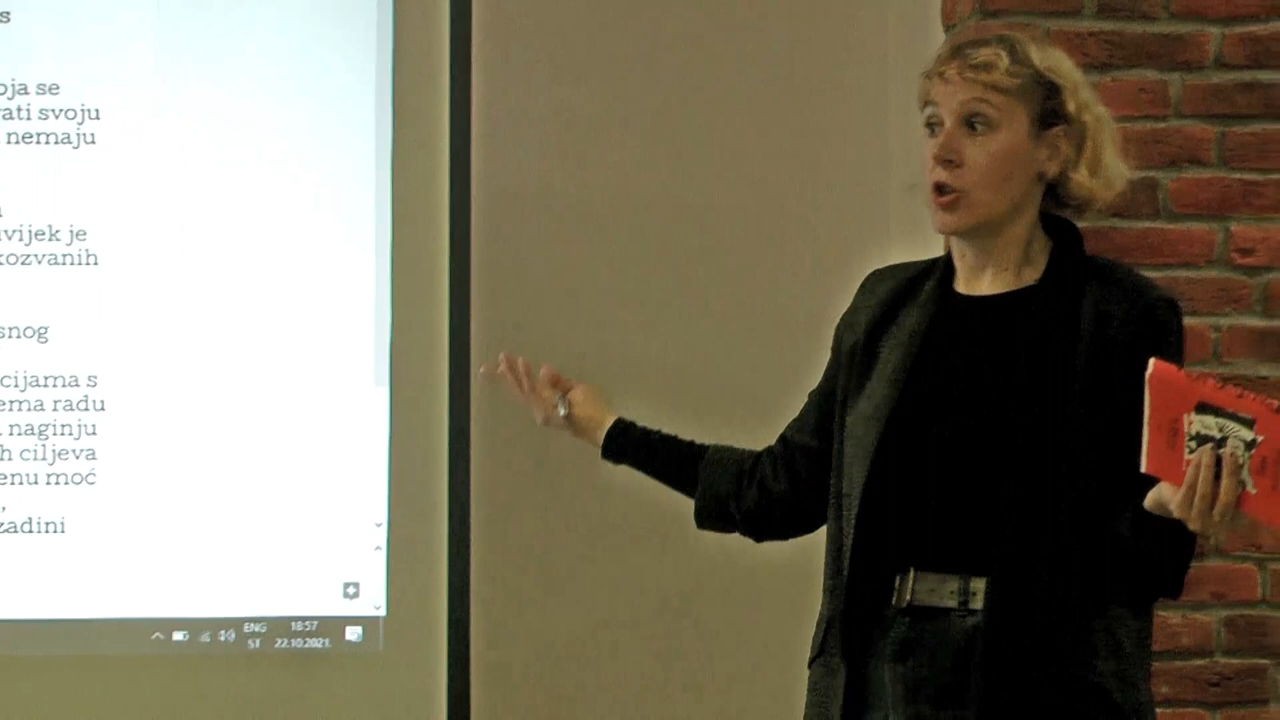 s
oja se
ati svoju
nemaju
vijek je
kozvanih
snog
cijama s
ema radu
naginju
h ciljeva
enu moć
,
zadini
ENG
18:57
ST
22.10.2021.